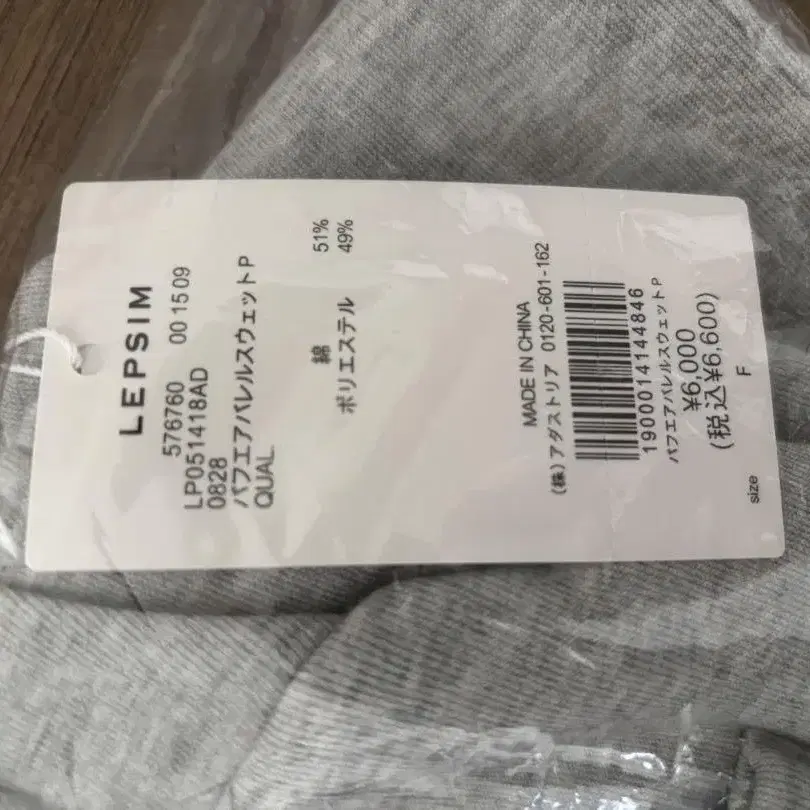 LEPSIM
576760 00 15 09
LP051418AD
0828
パフエアバレルスウェットP
QUAL
綿 51%
ポリエステル 49%
MADE IN CHINA
(株)アダストリア 0120-601-162
1900014144846
パフエアバレルスウェットP
¥6,000
(税込¥6,600)
size F